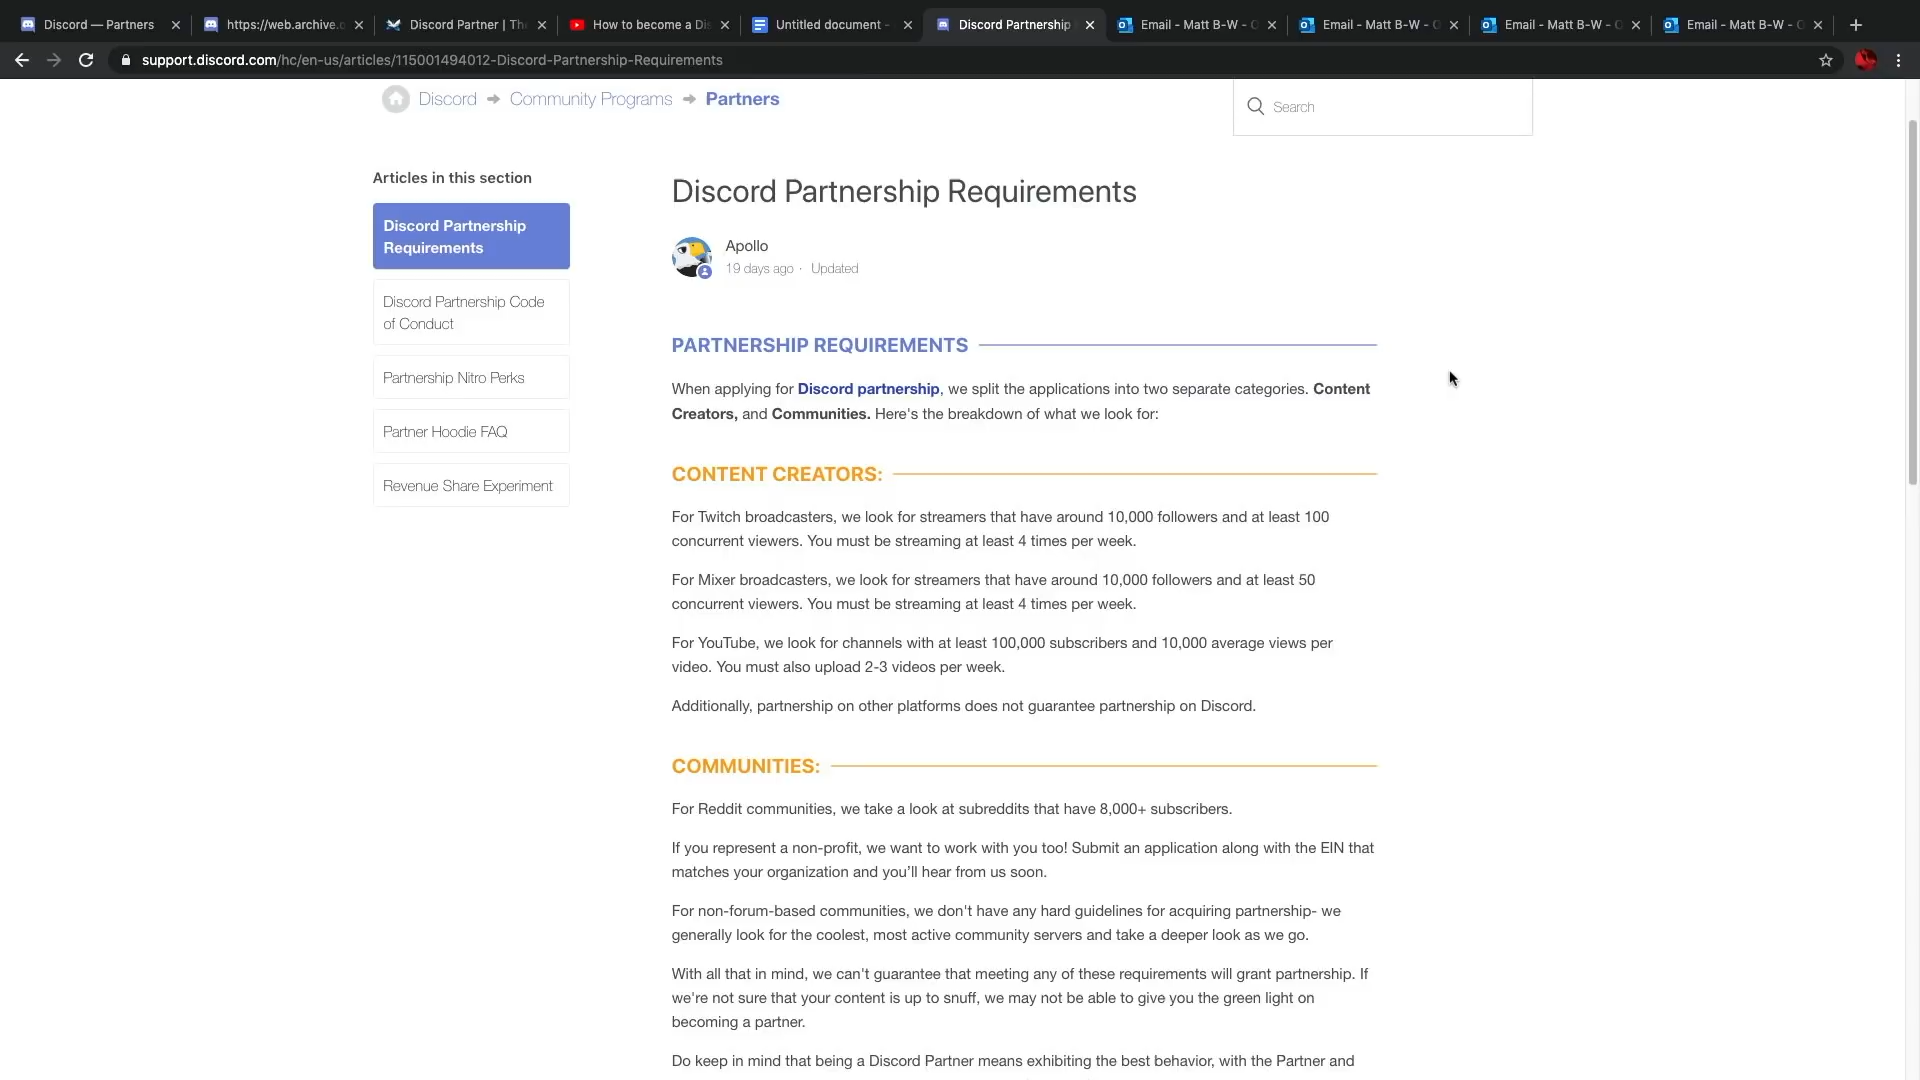 Discord — Partners
https://web.archive.o
Discord Partner | The
How to become a Dis
Untitled document -
Discord Partnership
Email - Matt B-W - O
Email - Matt B-W - O
Email - Matt B-W - O
Email - Matt B-W - O
support.discord.com/hc/en-us/articles/115001494012-Discord-Partnership-Requirements
Discord
Community Programs
Partners
Search
Articles in this section
Discord Partnership
Requirements
Discord Partnership Code
of Conduct
Partnership Nitro Perks
Partner Hoodie FAQ
Revenue Share Experiment
Discord Partnership Requirements
Apollo
19 days ago · Updated
PARTNERSHIP REQUIREMENTS
When applying for Discord partnership, we split the applications into two separate categories. Content
Creators, and Communities. Here's the breakdown of what we look for:
CONTENT CREATORS:
For Twitch broadcasters, we look for streamers that have around 10,000 followers and at least 100
concurrent viewers. You must be streaming at least 4 times per week.
For Mixer broadcasters, we look for streamers that have around 10,000 followers and at least 50
concurrent viewers. You must be streaming at least 4 times per week.
For YouTube, we look for channels with at least 100,000 subscribers and 10,000 average views per
video. You must also upload 2-3 videos per week.
Additionally, partnership on other platforms does not guarantee partnership on Discord.
COMMUNITIES:
For Reddit communities, we take a look at subreddits that have 8,000+ subscribers.
If you represent a non-profit, we want to work with you too! Submit an application along with the EIN that
matches your organization and you’ll hear from us soon.
For non-forum-based communities, we don't have any hard guidelines for acquiring partnership- we
generally look for the coolest, most active community servers and take a deeper look as we go.
With all that in mind, we can't guarantee that meeting any of these requirements will grant partnership. If
we're not sure that your content is up to snuff, we may not be able to give you the green light on
becoming a partner.
Do keep in mind that being a Discord Partner means exhibiting the best behavior, with the Partner and